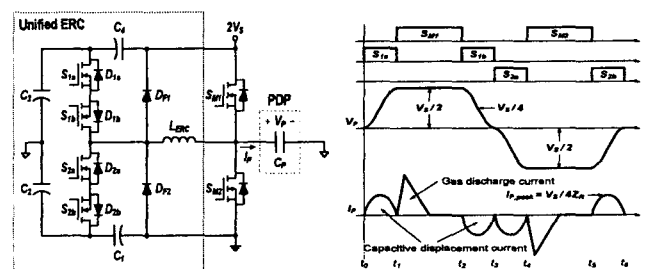 Unified ERC
C4
2VS
S1a
D1a
C3
S1b
D1b
DF1
SM1
PDP
+ VP -
LERC
IP
CP
S2a
D2a
C2
DF2
SM2
S2b
D2b
C1
SM1
SM2
S1a
S1b
S2a
S2b
VP
VS/2
VS/4
VS/2
Gas discharge current
IP,peak = VS/4ZR
IP
Capacitive displacement current
t0
t1
t2
t3
t4
t5
t6